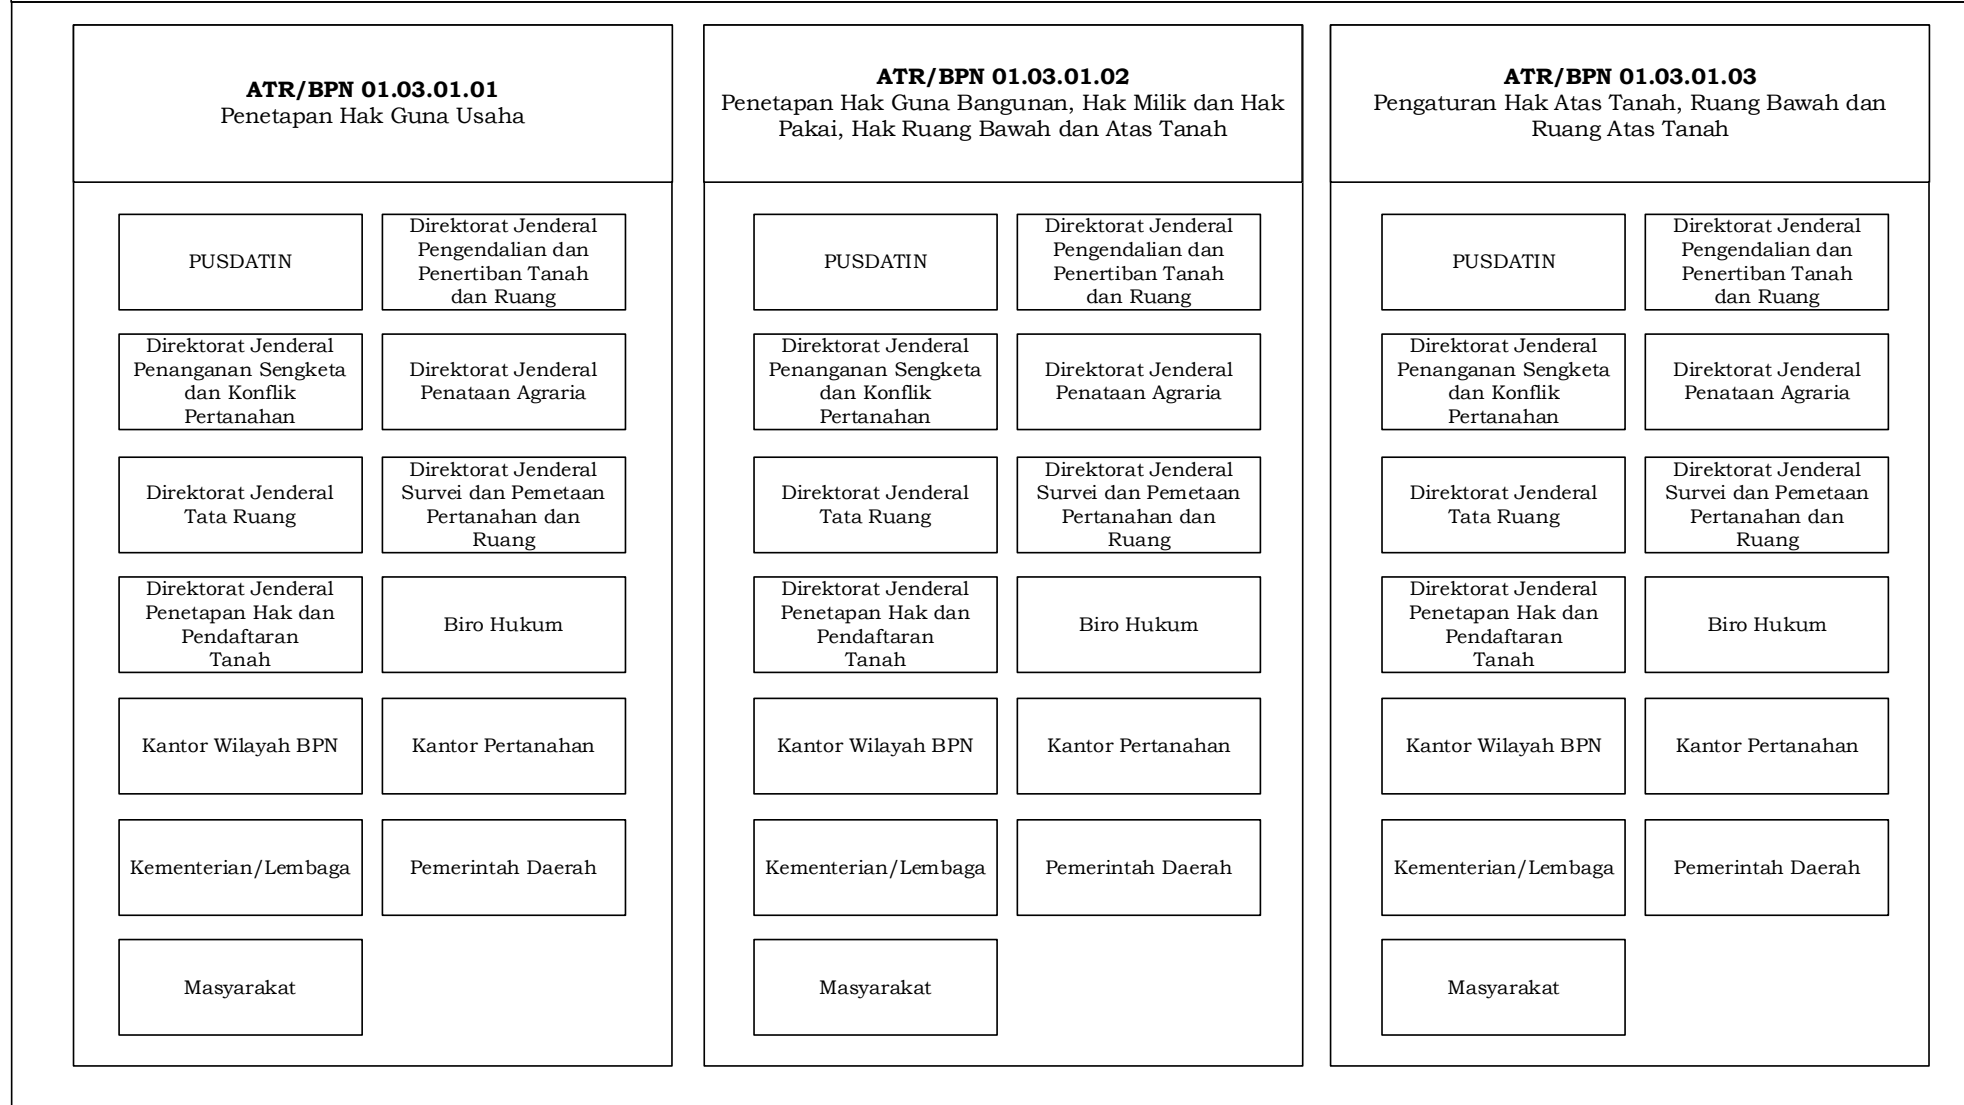 ATR/BPN 01.03.01.01
Penetapan Hak Guna Usaha
PUSDATIN
Direktorat Jenderal
Pengendalian dan
Penertiban Tanah
dan Ruang
Direktorat Jenderal
Penanganan Sengketa
dan Konflik
Pertanahan
Direktorat Jenderal
Penataan Agraria
Direktorat Jenderal
Tata Ruang
Direktorat Jenderal
Survei dan Pemetaan
Pertanahan dan
Ruang
Direktorat Jenderal
Penetapan Hak dan
Pendaftaran
Tanah
Biro Hukum
Kantor Wilayah BPN
Kantor Pertanahan
Kementerian/Lembaga
Pemerintah Daerah
Masyarakat
ATR/BPN 01.03.01.02
Penetapan Hak Guna Bangunan, Hak Milik dan Hak
Pakai, Hak Ruang Bawah dan Atas Tanah
PUSDATIN
Direktorat Jenderal
Pengendalian dan
Penertiban Tanah
dan Ruang
Direktorat Jenderal
Penanganan Sengketa
dan Konflik
Pertanahan
Direktorat Jenderal
Penataan Agraria
Direktorat Jenderal
Tata Ruang
Direktorat Jenderal
Survei dan Pemetaan
Pertanahan dan
Ruang
Direktorat Jenderal
Penetapan Hak dan
Pendaftaran
Tanah
Biro Hukum
Kantor Wilayah BPN
Kantor Pertanahan
Kementerian/Lembaga
Pemerintah Daerah
Masyarakat
ATR/BPN 01.03.01.03
Pengaturan Hak Atas Tanah, Ruang Bawah dan
Ruang Atas Tanah
PUSDATIN
Direktorat Jenderal
Pengendalian dan
Penertiban Tanah
dan Ruang
Direktorat Jenderal
Penanganan Sengketa
dan Konflik
Pertanahan
Direktorat Jenderal
Penataan Agraria
Direktorat Jenderal
Tata Ruang
Direktorat Jenderal
Survei dan Pemetaan
Pertanahan dan
Ruang
Direktorat Jenderal
Penetapan Hak dan
Pendaftaran
Tanah
Biro Hukum
Kantor Wilayah BPN
Kantor Pertanahan
Kementerian/Lembaga
Pemerintah Daerah
Masyarakat